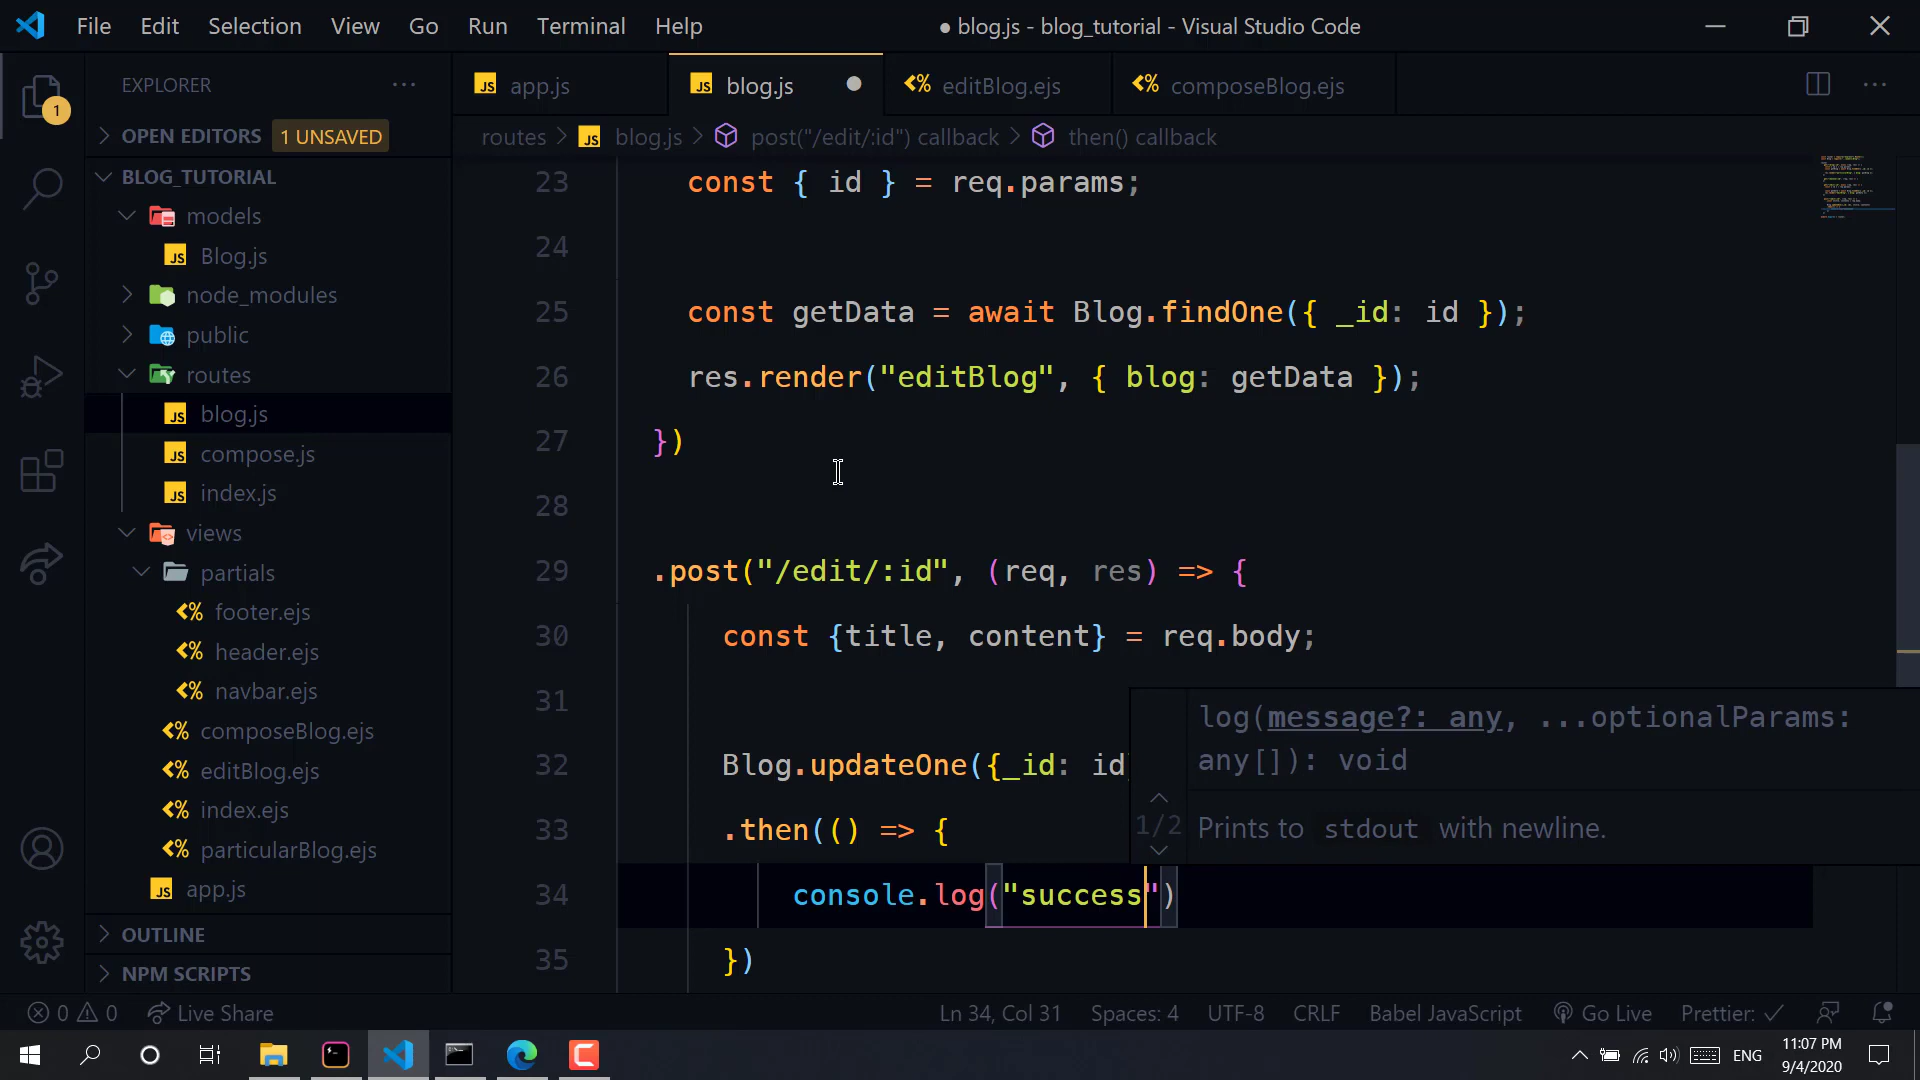 File Edit Selection View Go Run Terminal Help
● blog.js - blog_tutorial - Visual Studio Code
EXPLORER
1
OPEN EDITORS 1 UNSAVED
BLOG_TUTORIAL
models
Blog.js
node_modules
public
routes
blog.js
compose.js
index.js
views
partials
footer.ejs
header.ejs
navbar.ejs
composeBlog.ejs
editBlog.ejs
index.ejs
particularBlog.ejs
app.js
OUTLINE
NPM SCRIPTS
app.js blog.js editBlog.ejs composeBlog.ejs
routes > blog.js > post("/edit/:id") callback > then() callback
23 const { id } = req.params;
24
25 const getData = await Blog.findOne({ _id: id });
26 res.render("editBlog", { blog: getData });
27 })
28
29 .post("/edit/:id", (req, res) => {
30 const {title, content} = req.body;
31
32 Blog.updateOne({_id: id
33 .then(() => {
34 console.log("success")
35 })
log(message?: any, ...optionalParams:
any[]): void
1/2
Prints to stdout with newline.
0 0 Live Share Ln 34, Col 31 Spaces: 4 UTF-8 CRLF Babel JavaScript Go Live Prettier: ✓
ENG
11:07 PM
9/4/2020